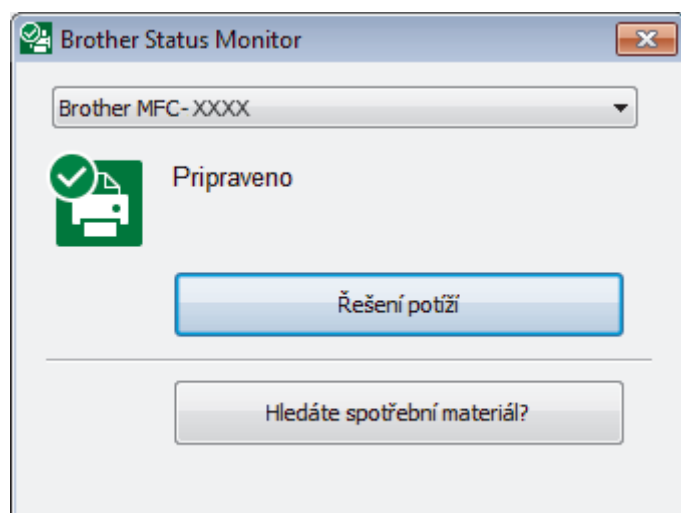 Brother Status Monitor
Brother MFC-XXXX
Pripraveno
Řešení potíží
Hledáte spotřební materiál?